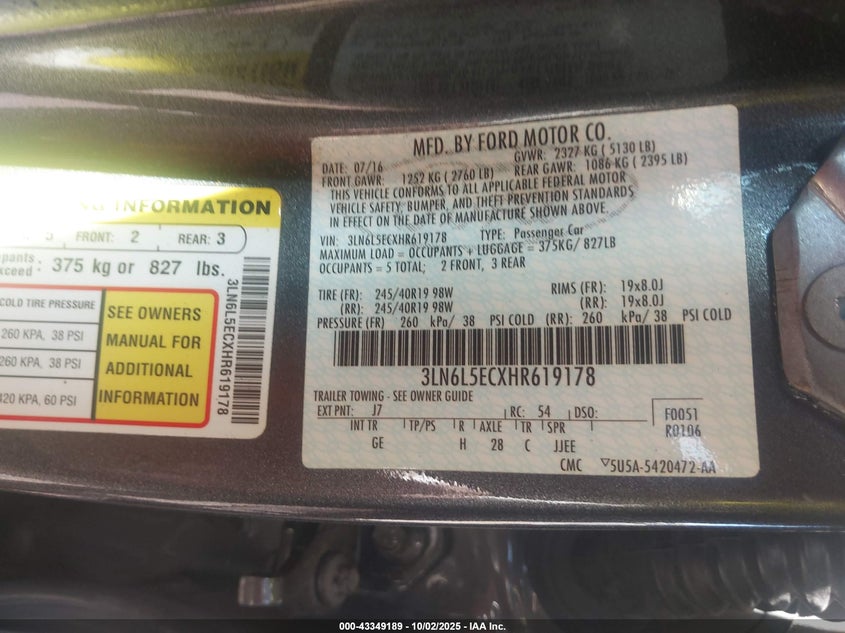 NG INFORMATION
FRONT: 2 REAR: 3
375 kg or 827 lbs.
COLD TIRE PRESSURE
260 KPA, 38 PSI
260 KPA, 38 PSI
420 KPA, 60 PSI
SEE OWNERS
MANUAL FOR
ADDITIONAL
INFORMATION
3LN6L5ECXHR619178
MFD. BY FORD MOTOR CO.
DATE: 07/16 GVWR: 2327 KG ( 5130 LB)
FRONT GAWR: 1252 KG ( 2760 LB) REAR GAWR: 1086 KG ( 2395 LB)
THIS VEHICLE CONFORMS TO ALL APPLICABLE FEDERAL MOTOR
VEHICLE SAFETY, BUMPER, AND THEFT PREVENTION STANDARDS
IN EFFECT ON THE DATE OF MANUFACTURE SHOWN ABOVE.
VIN: 3LN6L5ECXHR619178 TYPE: Passenger Car
MAXIMUM LOAD = OCCUPANTS + LUGGAGE = 375KG/ 827LB
OCCUPANTS = 5 TOTAL; 2 FRONT, 3 REAR
TIRE (FR): 245/40R19 98W RIMS (FR): 19x8.0J
(RR): 245/40R19 98W (RR): 19x8.0J
PRESSURE (FR) 260 kPa/ 38 PSI COLD (RR): 260 kPa/ 38 PSI COLD
3LN6L5ECXHR619178
TRAILER TOWING - SEE OWNER GUIDE
EXT PNT: J7 RC: 54 DSO: F0051
INT TR TP/PS R AXLE TR SPR R0106
GE H 28 C JJEE
CMC ▽5U5A-5420472-AA
000-43349189 - 10/02/2025 - IAA Inc.